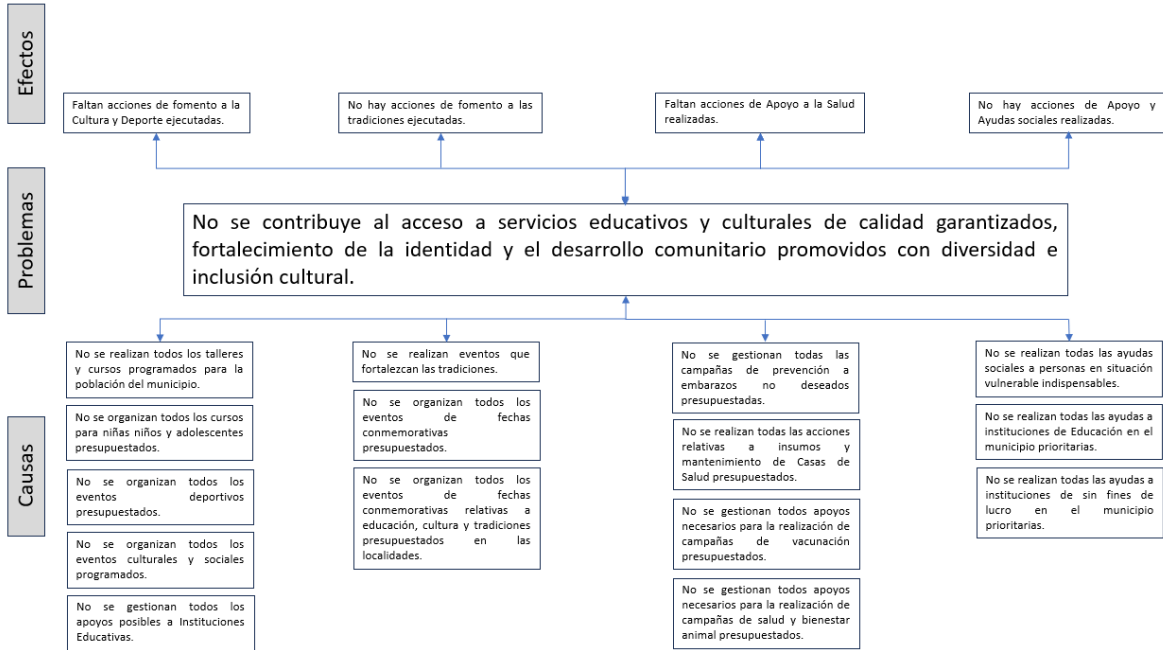 Efectos
Faltan acciones de fomento a la
Cultura y Deporte ejecutadas.
No hay acciones de fomento a las
tradiciones ejecutadas.
Faltan acciones de Apoyo a la Salud
realizadas.
No hay acciones de Apoyo y
Ayudas sociales realizadas.
Problemas
No se contribuye al acceso a servicios educativos y culturales de calidad garantizados,
fortalecimiento de la identidad y el desarrollo comunitario promovidos con diversidad e
inclusión cultural.
Causas
No se realizan todos los talleres
y cursos programados para la
población del municipio.
No se organizan todos los cursos
para niñas niños y adolescentes
presupuestados.
No se organizan todos los
eventos deportivos
presupuestados.
No se organizan todos los
eventos culturales y sociales
programados.
No se gestionan todos los
apoyos posibles a Instituciones
Educativas.
No se realizan eventos que
fortalezcan las tradiciones.
No se organizan todos los
eventos de fechas
conmemorativas
presupuestados.
No se organizan todos los
eventos de fechas
conmemorativas relativas a
educación, cultura y tradiciones
presupuestados en las
localidades.
No se gestionan todas las
campañas de prevención a
embarazos no deseados
presupuestadas.
No se realizan todas las acciones
relativas a insumos y
mantenimiento de Casas de
Salud presupuestados.
No se gestionan todos apoyos
necesarios para la realización de
campañas de vacunación
presupuestados.
No se gestionan todos apoyos
necesarios para la realización de
campañas de salud y bienestar
animal presupuestados.
No se realizan todas las ayudas
sociales a personas en situación
vulnerable indispensables.
No se realizan todas las ayudas a
instituciones de Educación en el
municipio prioritarias.
No se realizan todas las ayudas a
instituciones de sin fines de
lucro en el municipio
prioritarias.